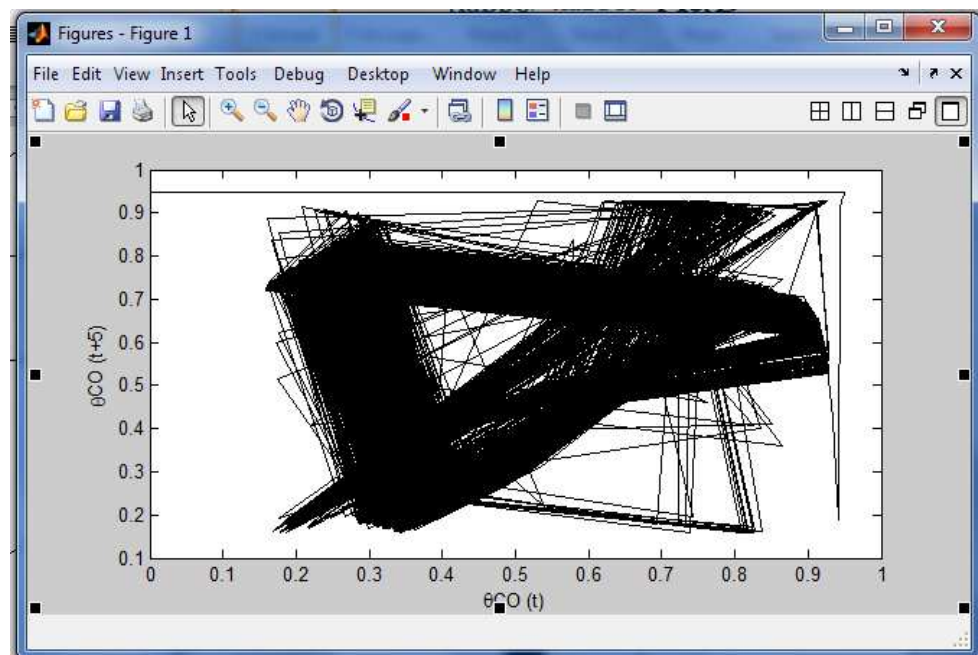 Figures - Figure 1
File Edit View Insert Tools Debug Desktop Window Help
1
0.9
0.8
0.7
0.6
0.5
0.4
0.3
0.2
0.1
θCO (t+5)
0 0.1 0.2 0.3 0.4 0.5 0.6 0.7 0.8 0.9 1
θCO (t)